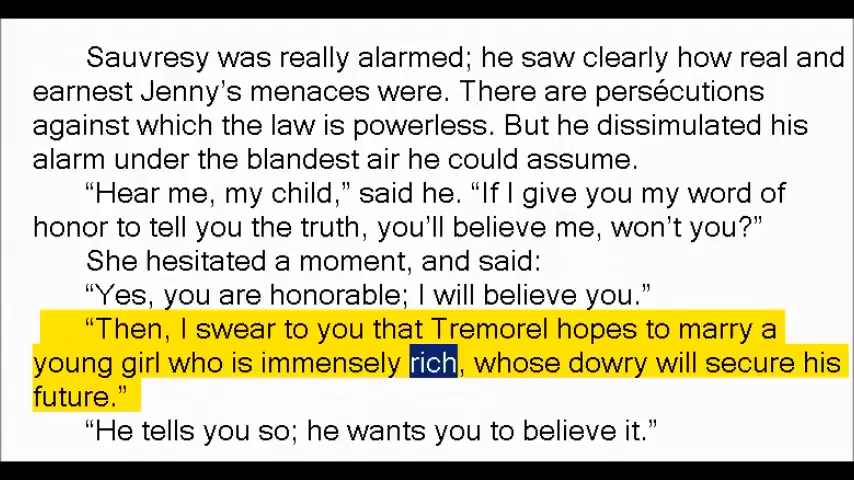 Sauvresy was really alarmed; he saw clearly how real and
earnest Jenny’s menaces were. There are persécutions
against which the law is powerless. But he dissimulated his
alarm under the blandest air he could assume.
“Hear me, my child,” said he. “If I give you my word of
honor to tell you the truth, you’ll believe me, won’t you?”
She hesitated a moment, and said:
“Yes, you are honorable; I will believe you.”
“Then, I swear to you that Tremorel hopes to marry a
young girl who is immensely rich, whose dowry will secure his
future.”
“He tells you so; he wants you to believe it.”